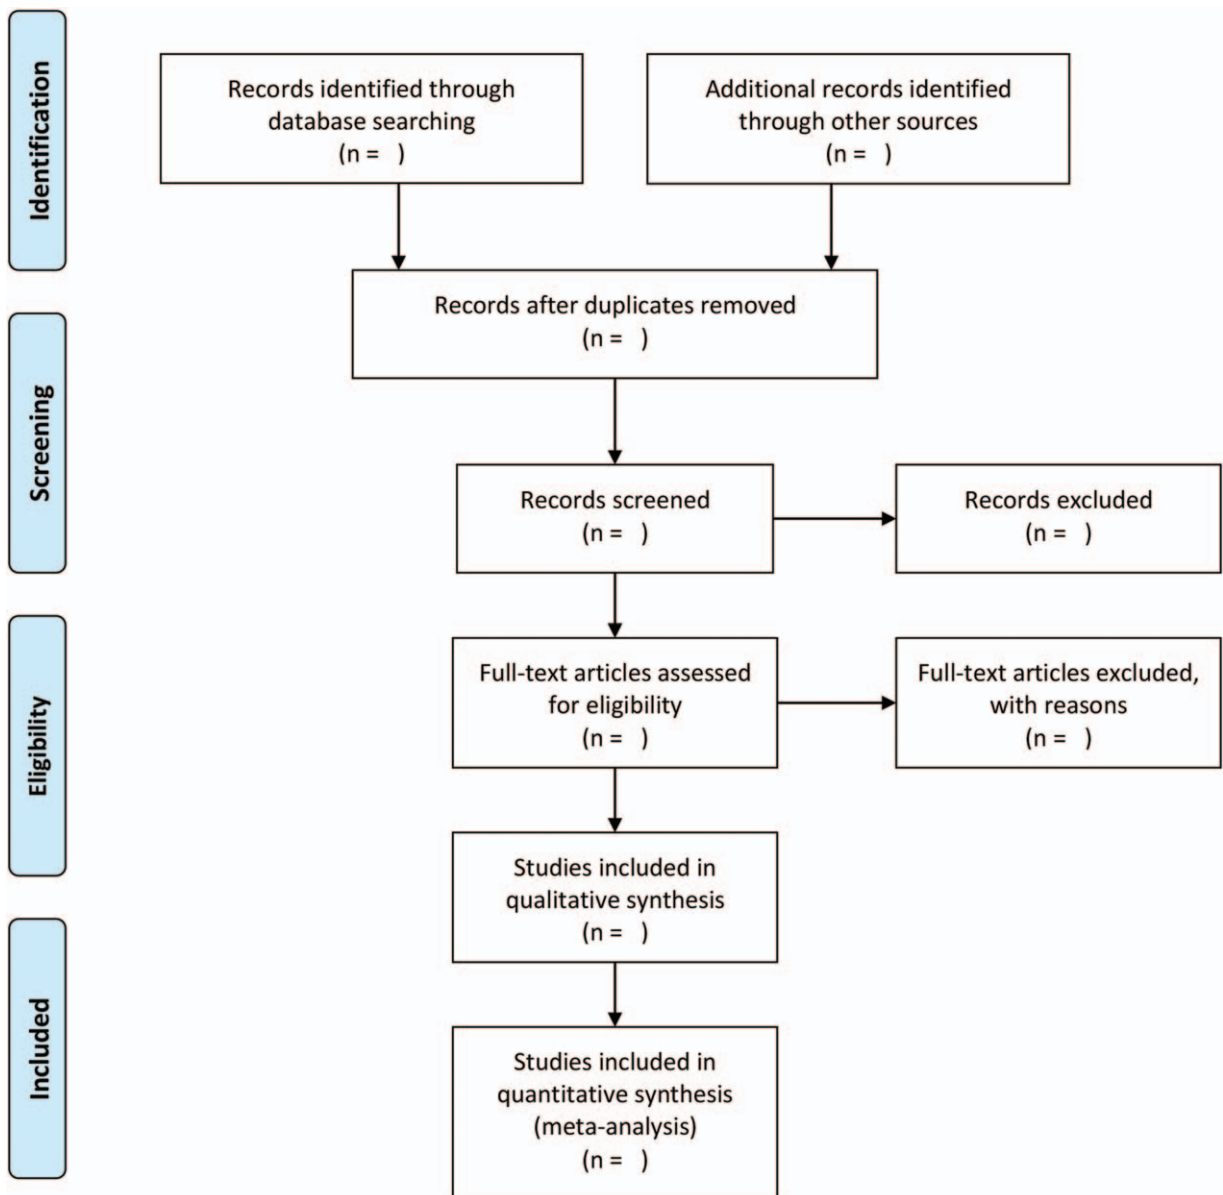 Identification
Records identified through
database searching
(n =   )
Additional records identified
through other sources
(n =   )
Records after duplicates removed
(n =   )
Screening
Records screened
(n =   )
Records excluded
(n =   )
Eligibility
Full-text articles assessed
for eligibility
(n =   )
Full-text articles excluded,
with reasons
(n =   )
Studies included in
qualitative synthesis
(n =   )
Included
Studies included in
quantitative synthesis
(meta-analysis)
(n =   )